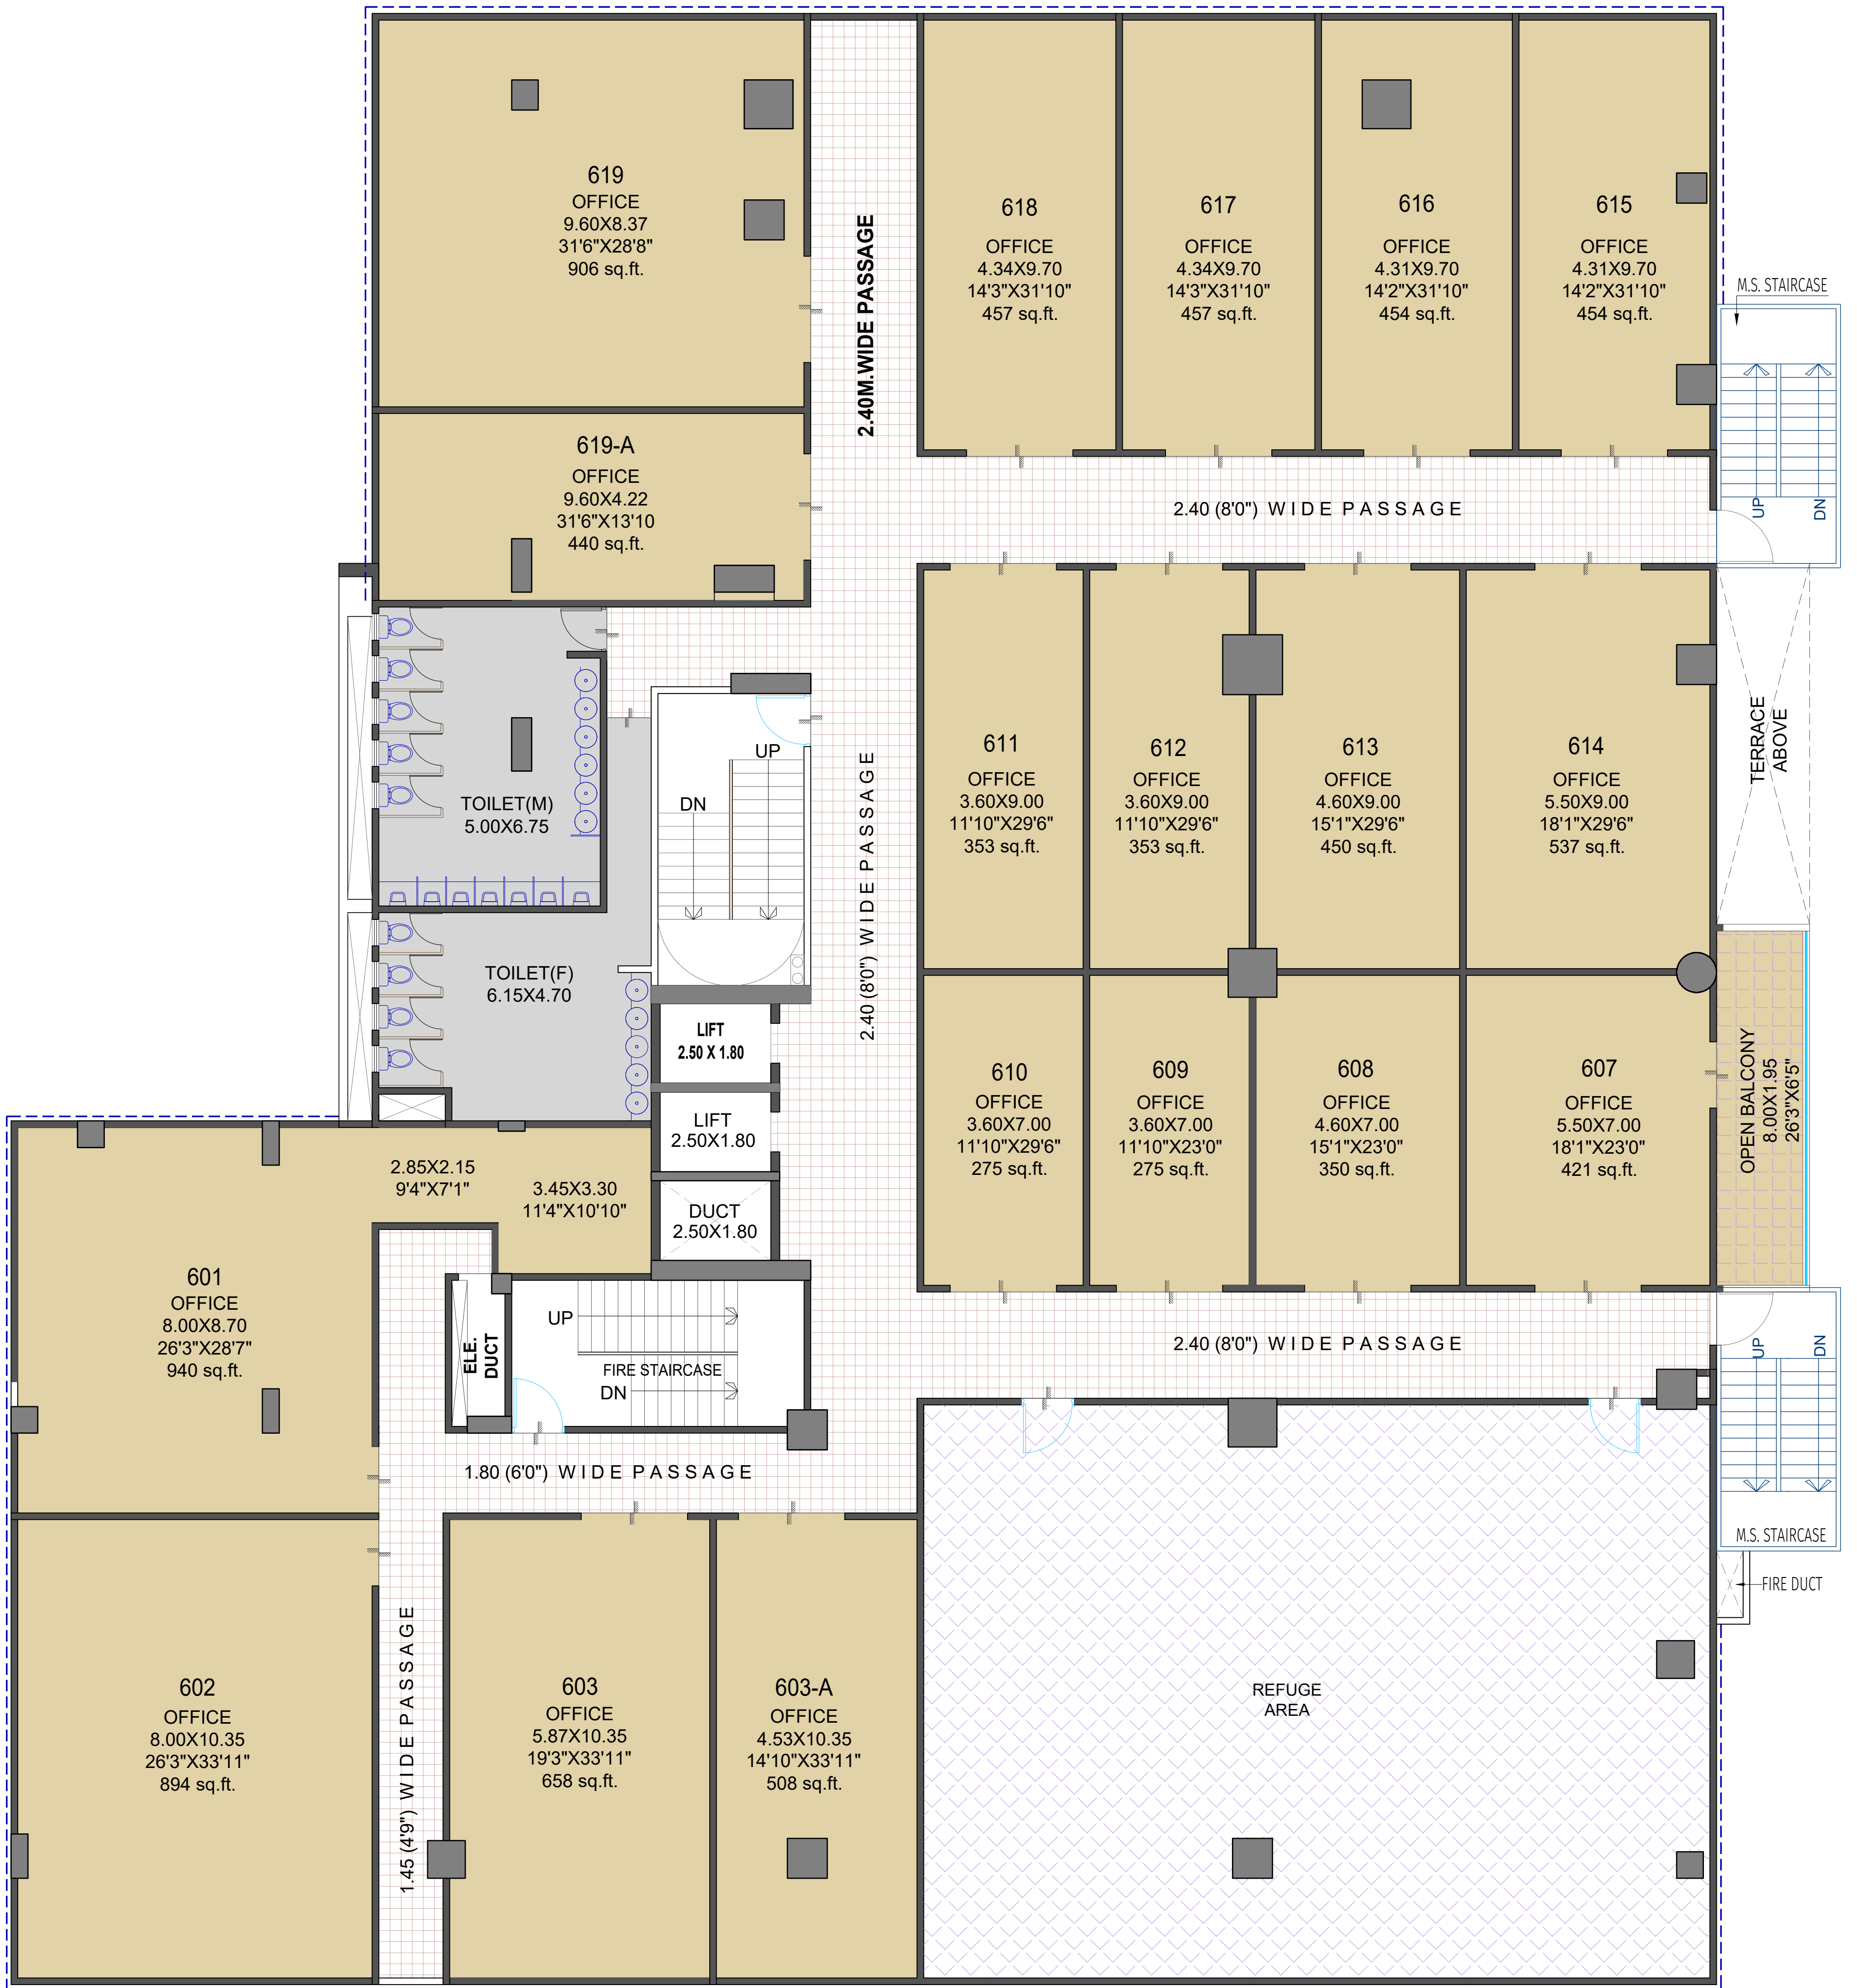 619
OFFICE
9.60X8.37
31'6"X28'8"
906 sq.ft.
2.40M.WIDE PASSAGE
618
OFFICE
4.34X9.70
14'3"X31'10"
457 sq.ft.
617
OFFICE
4.34X9.70
14'3"X31'10"
457 sq.ft.
616
OFFICE
4.31X9.70
14'2"X31'10"
454 sq.ft.
615
OFFICE
4.31X9.70
14'2"X31'10"
454 sq.ft.
M.S. STAIRCASE
UP
DN
619-A
OFFICE
9.60X4.22
31'6"X13'10
440 sq.ft.
2.40 (8'0") WIDE PASSAGE
TOILET(M)
5.00X6.75
UP
DN
2.40 (8'0") WIDE PASSAGE
611
OFFICE
3.60X9.00
11'10"X29'6"
353 sq.ft.
612
OFFICE
3.60X9.00
11'10"X29'6"
353 sq.ft.
613
OFFICE
4.60X9.00
15'1"X29'6"
450 sq.ft.
614
OFFICE
5.50X9.00
18'1"X29'6"
537 sq.ft.
TERRACE
ABOVE
TOILET(F)
6.15X4.70
LIFT
2.50 X 1.80
LIFT
2.50X1.80
DUCT
2.50X1.80
610
OFFICE
3.60X7.00
11'10"X29'6"
275 sq.ft.
609
OFFICE
3.60X7.00
11'10"X23'0"
275 sq.ft.
608
OFFICE
4.60X7.00
15'1"X23'0"
350 sq.ft.
607
OFFICE
5.50X7.00
18'1"X23'0"
421 sq.ft.
OPEN BALCONY
8.00X1.95
26'3"X6'5"
2.85X2.15
9'4"X7'1"
3.45X3.30
11'4"X10'10"
601
OFFICE
8.00X8.70
26'3"X28'7"
940 sq.ft.
ELE.
DUCT
UP
FIRE STAIRCASE
DN
2.40 (8'0") WIDE PASSAGE
UP
DN
M.S. STAIRCASE
FIRE DUCT
1.80 (6'0") WIDE PASSAGE
602
OFFICE
8.00X10.35
26'3"X33'11"
894 sq.ft.
1.45 (4'9") WIDE PASSAGE
603
OFFICE
5.87X10.35
19'3"X33'11"
658 sq.ft.
603-A
OFFICE
4.53X10.35
14'10"X33'11"
508 sq.ft.
REFUGE
AREA